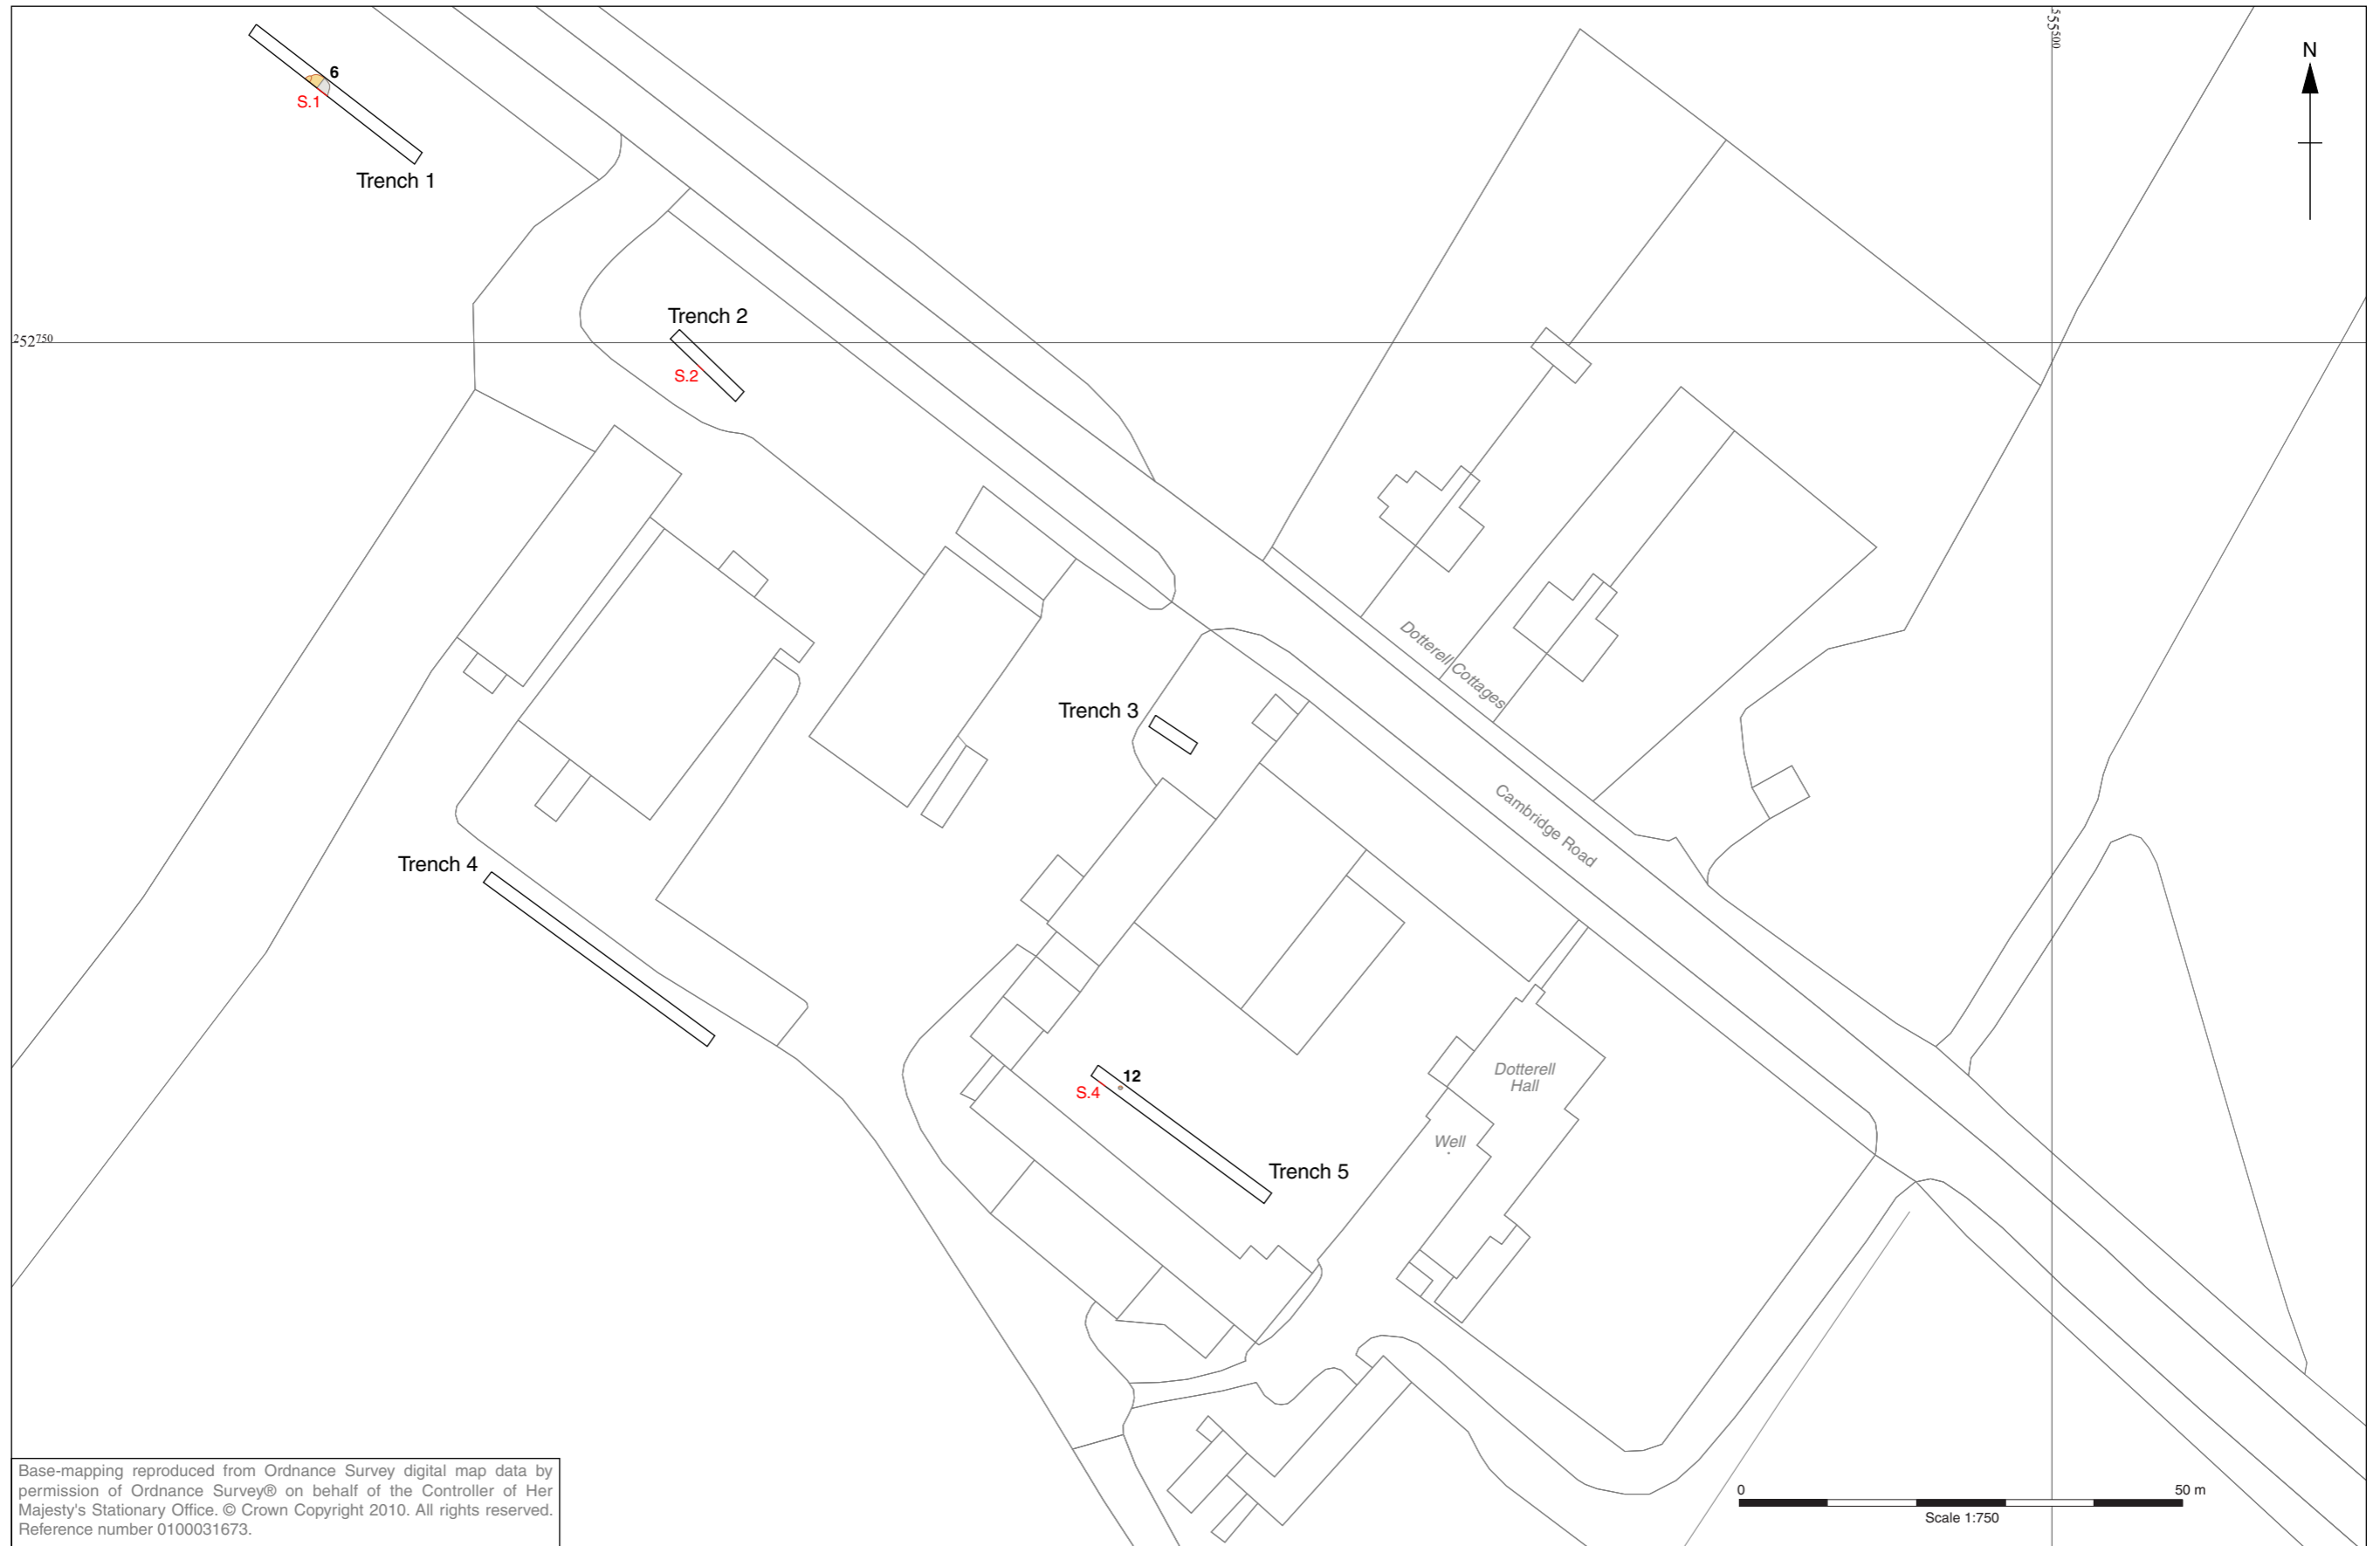 555500
N
6
S.1
Trench 1
Trench 2
252750
S.2
Dotterell Cottages
Trench 3
Cambridge Road
Trench 4
12
S.4
Dotterell
Hall
Well
Trench 5
Base-mapping reproduced from Ordnance Survey digital map data by
permission of Ordnance Survey® on behalf of the Controller of Her
Majesty's Stationary Office. © Crown Copyright 2010. All rights reserved.
Reference number 0100031673.
0
50 m
Scale 1:750